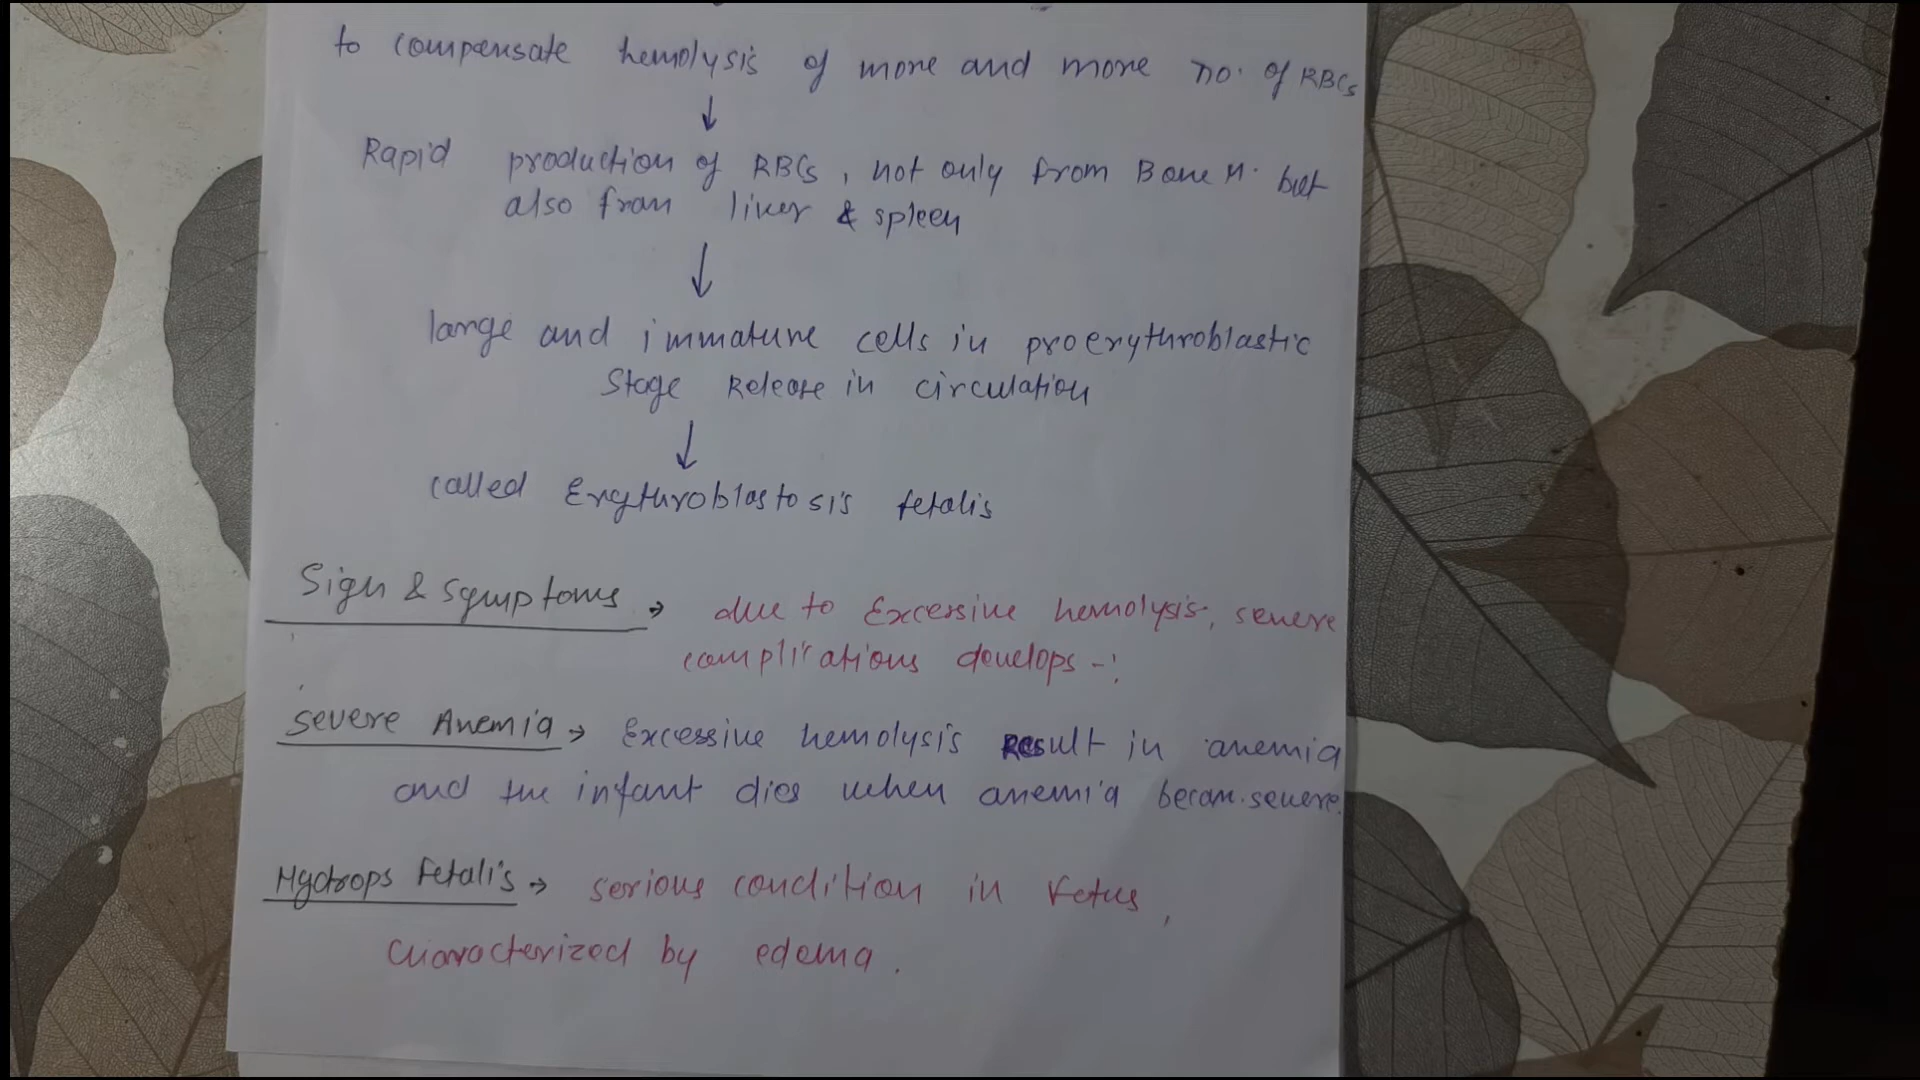 to compensate hemolysis of more and more no. of RBCs
↓
Rapid production of RBCs, not only from Bone M. but
also from liver & spleen
↓
large and immature cells in proerythroblastic
Stage Release in circulation
↓
called Erythroblastosis fetalis
Sign & Symptoms → due to Excessive hemolysis, severe
complications develops -:
Severe Anemia → Excessive hemolysis Result in anemia
and the infant dies when anemia becom. severe.
Hydrops Fetalis → serious condition in Fetus,
Characterized by edema.